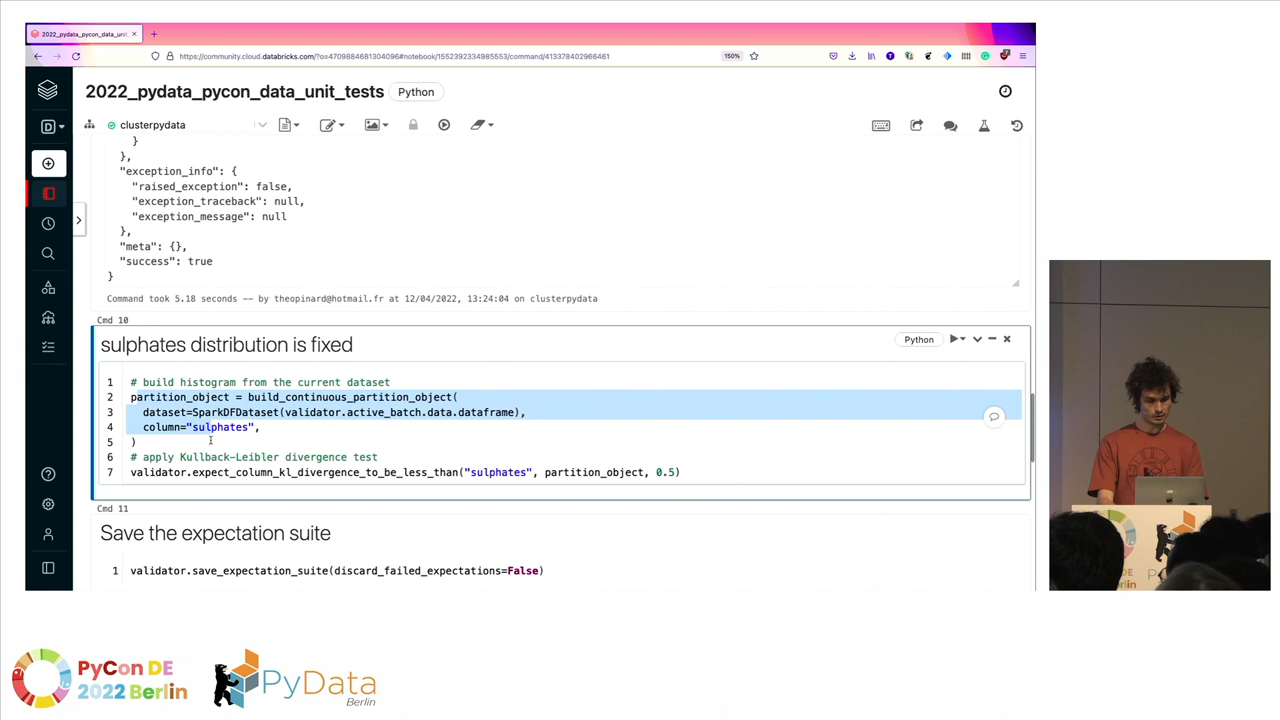 2022_pydata_pycon_data_unit_
https://community.cloud.databricks.com/?o=4709884681304096#notebook/1552392334985553/command/413378402966461
150%
2022_pydata_pycon_data_unit_tests
Python
clusterpydata
}
},
"exception_info": {
"raised_exception": false,
"exception_traceback": null,
"exception_message": null
},
"meta": {},
"success": true
}
Command took 5.18 seconds -- by theopinard@hotmail.fr at 12/04/2022, 13:24:04 on clusterpydata
Cmd 10
sulphates distribution is fixed
Python
1 # build histogram from the current dataset
2 partition_object = build_continuous_partition_object(
3 dataset=SparkDFDataset(validator.active_batch.data.dataframe),
4 column="sulphates",
5 )
6 # apply Kullback-Leibler divergence test
7 validator.expect_column_kl_divergence_to_be_less_than("sulphates", partition_object, 0.5)
Cmd 11
Save the expectation suite
1 validator.save_expectation_suite(discard_failed_expectations=False)
PyCon DE
2022 Berlin
PyData
Berlin